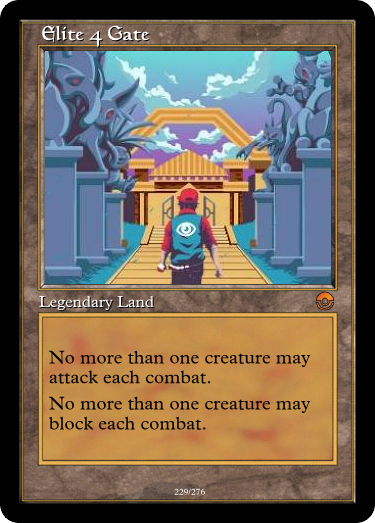 Elite 4 Gate
Legendary Land
No more than one creature may
attack each combat.
No more than one creature may
block each combat.
229/276